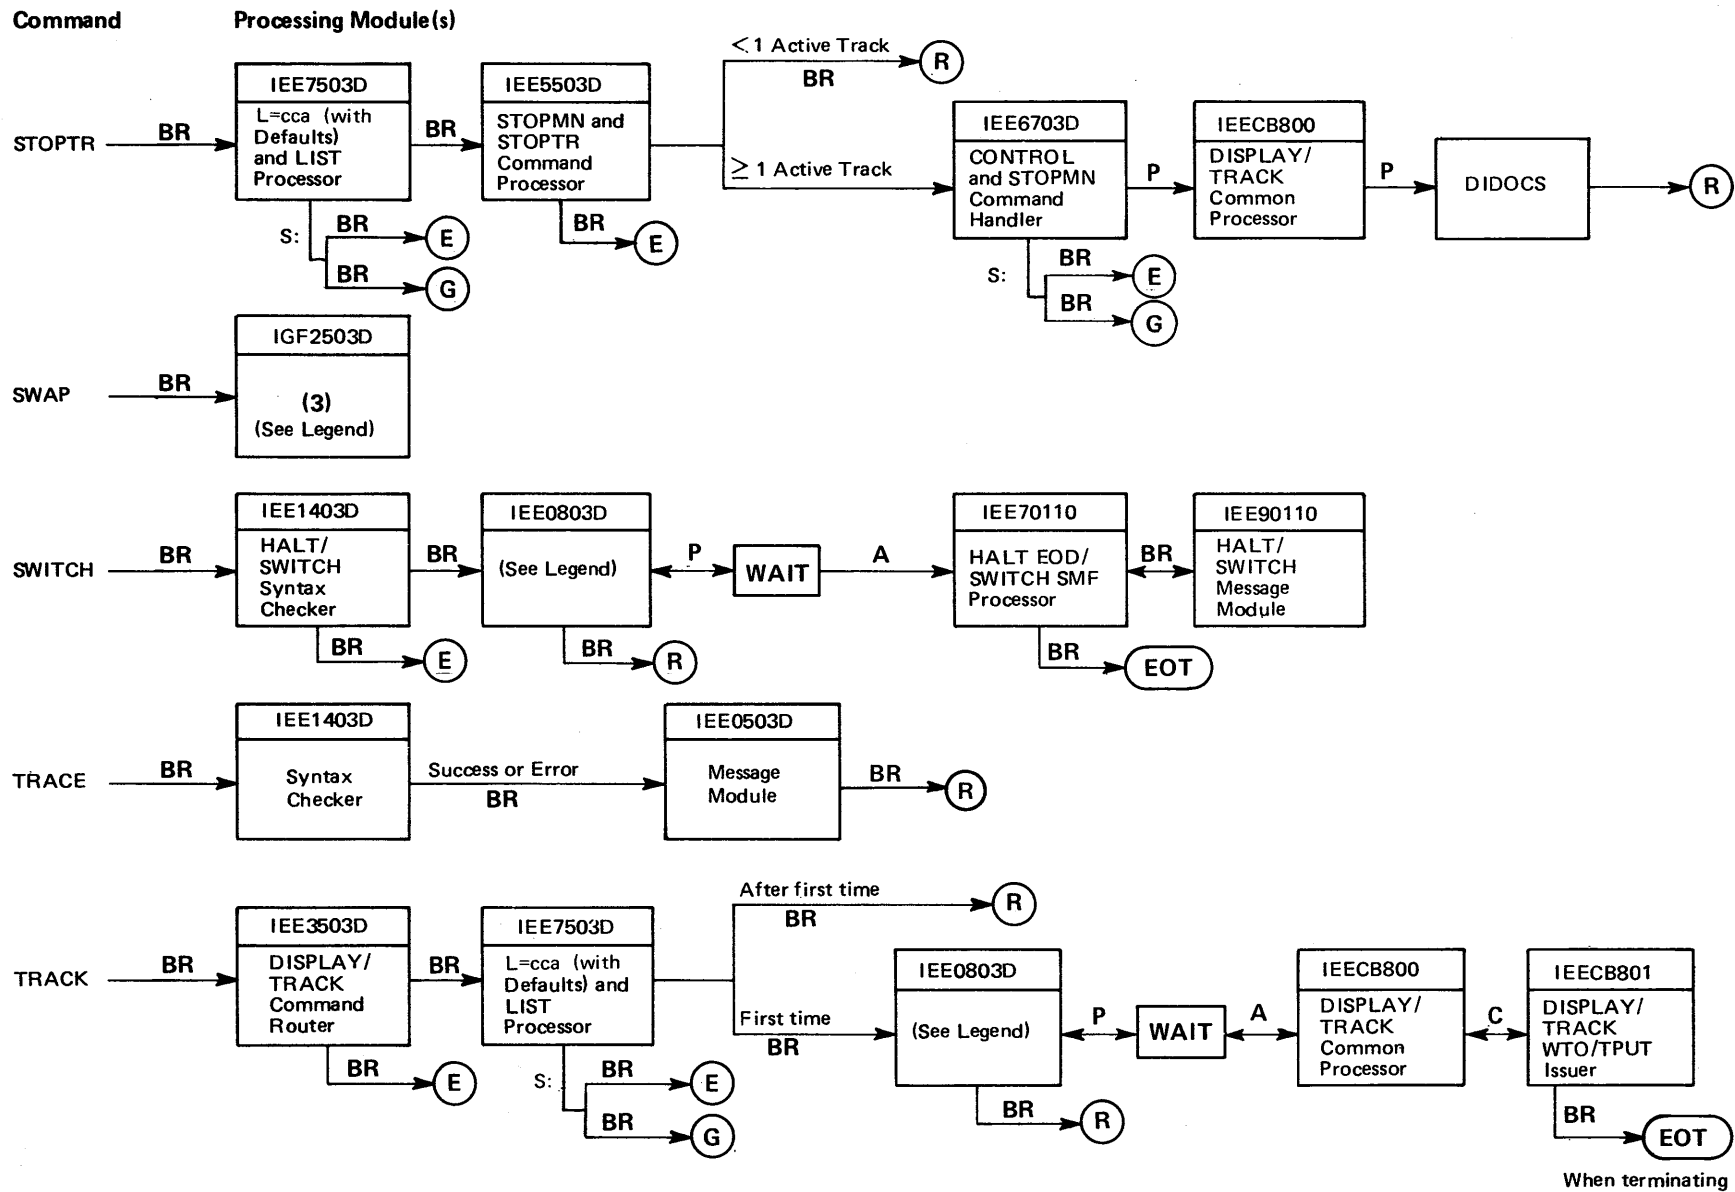 Command Processing Module(s)
STOPTR
BR
IEE7503D
L=cca (with
Defaults)
and LIST
Processor
S:
BR
E
BR
G
BR
IEE5503D
STOPMN and
STOPTR
Command
Processor
BR
E
<1 Active Track
BR
R
≥ 1 Active Track
IEE6703D
CONTROL
and STOPMN
Command
Handler
S:
BR
E
BR
G
P
IEECB800
DISPLAY/
TRACK
Common
Processor
P
DIDOCS
R
SWAP
BR
IGF2503D
(3)
(See Legend)
SWITCH
BR
IEE1403D
HALT/
SWITCH
Syntax
Checker
BR
E
BR
IEE0803D
(See Legend)
BR
R
P
WAIT
A
IEE70110
HALT EOD/
SWITCH SMF
Processor
BR
EOT
BR
IEE90110
HALT/
SWITCH
Message
Module
TRACE
BR
IEE1403D
Syntax
Checker
Success or Error
BR
IEE0503D
Message
Module
BR
R
TRACK
BR
IEE3503D
DISPLAY/
TRACK
Command
Router
BR
E
BR
IEE7503D
L=cca (with
Defaults) and
LIST
Processor
S:
BR
E
BR
G
After first time
BR
R
First time
BR
IEE0803D
(See Legend)
BR
R
P
WAIT
A
IEECB800
DISPLAY/
TRACK
Common
Processor
C
IEECB801
DISPLAY/
TRACK
WTO/TPUT
Issuer
BR
EOT
When terminating